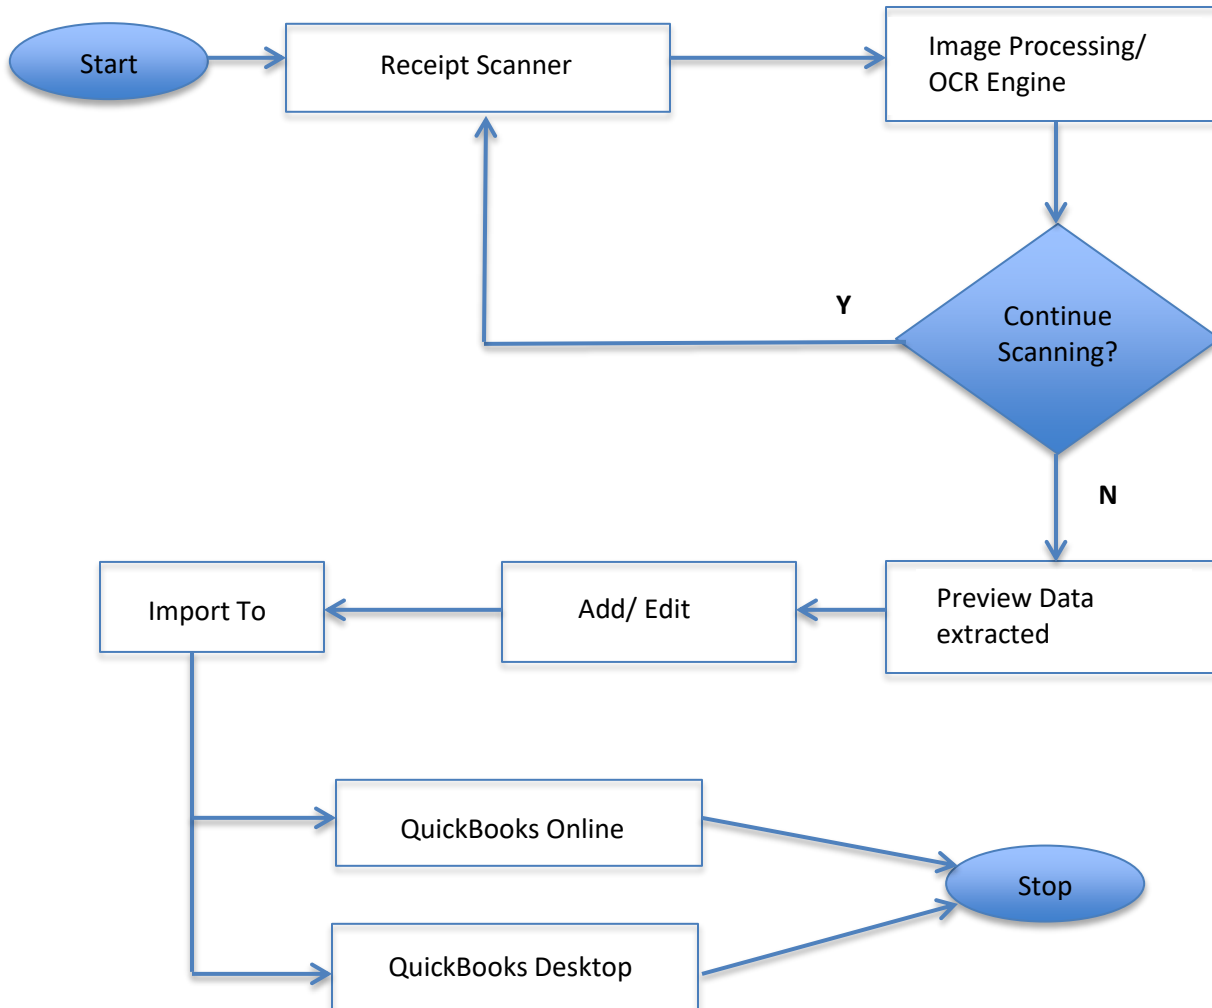 Start
Receipt Scanner
Image Processing/
OCR Engine
Y
Continue
Scanning?
N
Import To
Add/ Edit
Preview Data
extracted
QuickBooks Online
Stop
QuickBooks Desktop